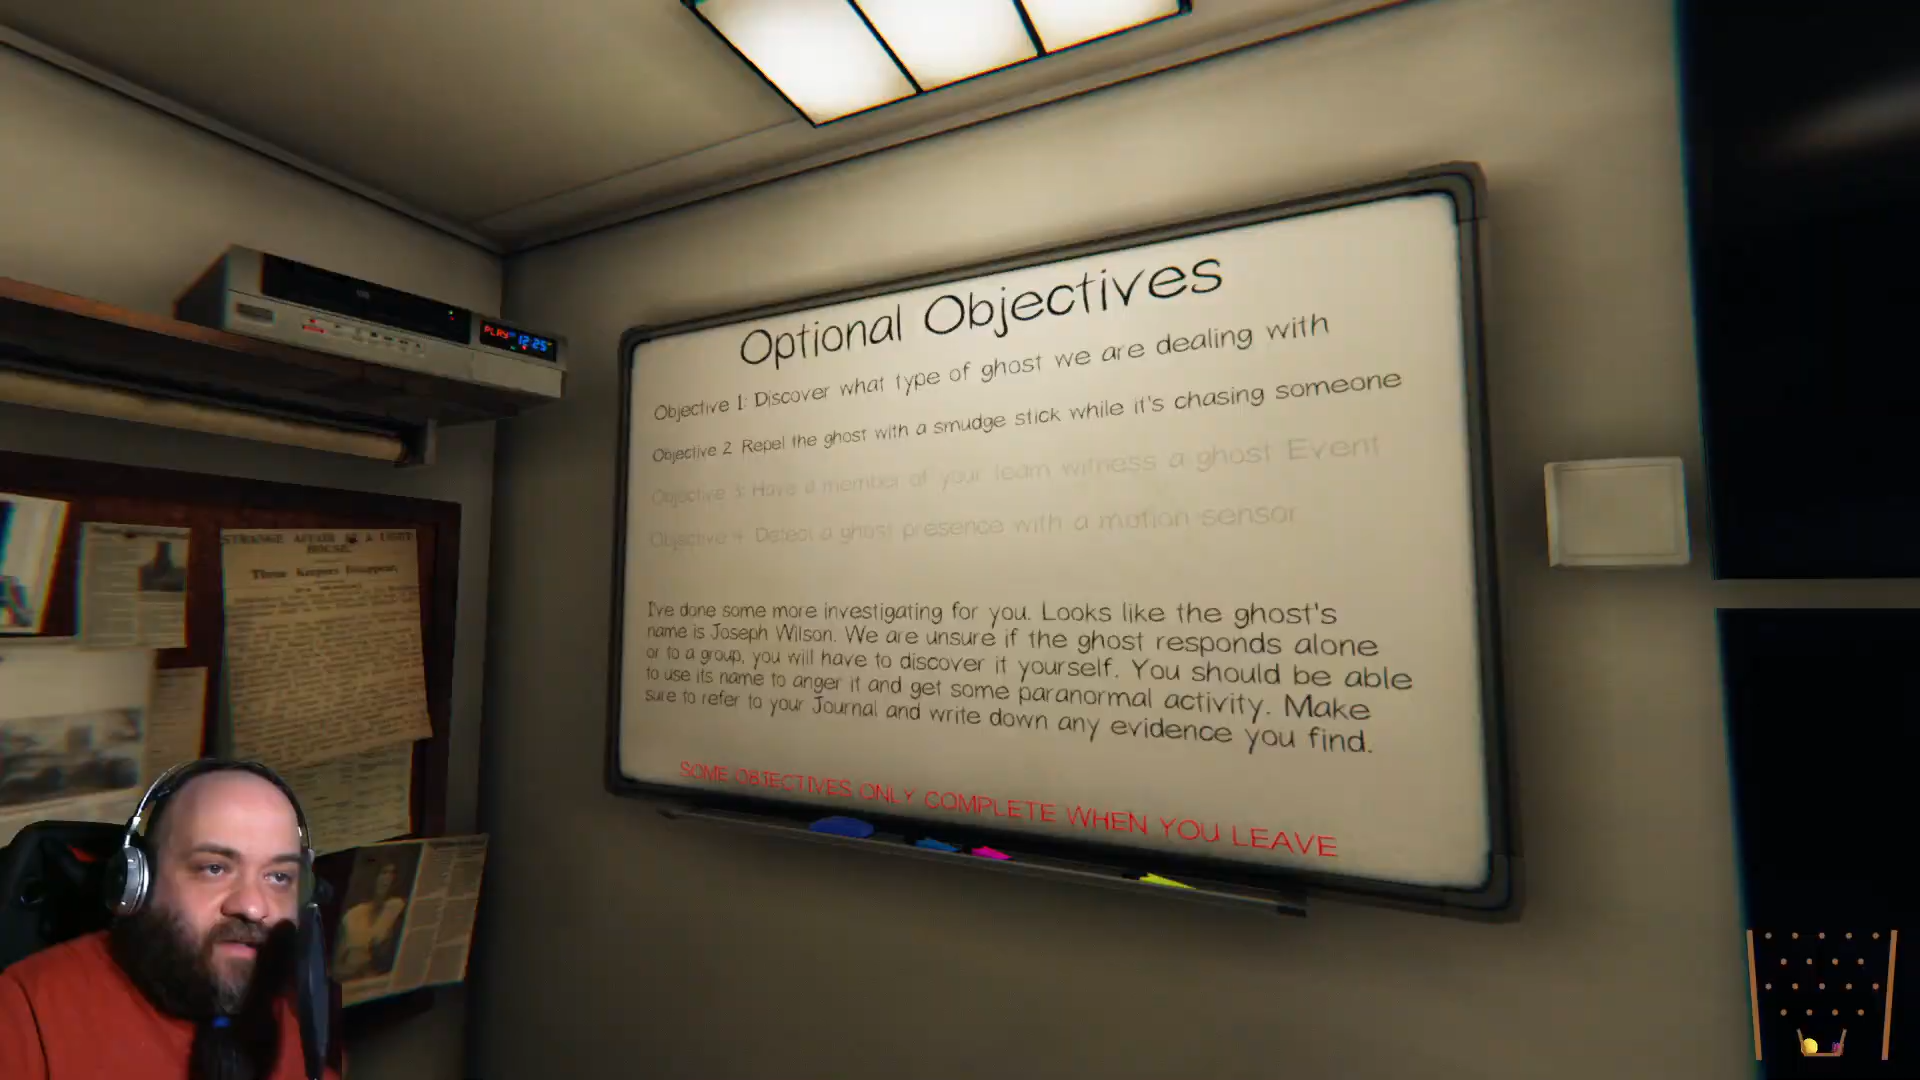 Optional Objectives
Objective 1: Discover what type of ghost we are dealing with
Objective 2: Repel the ghost with a smudge stick while it's chasing someone
Objective 3: Have a member of your team witness a ghost Event
Objective 4: Detect a ghost presence with a motion sensor
I've done some more investigating for you. Looks like the ghost's
name is Joseph Wilson. We are unsure if the ghost responds alone
or to a group, you will have to discover it yourself. You should be able
to use its name to anger it and get some paranormal activity. Make
sure to refer to your Journal and write down any evidence you find.
SOME OBJECTIVES ONLY COMPLETE WHEN YOU LEAVE
PLAY 12:25
STRANGE AFFAIR AT A LIGHT
HOUSE.
Three Keepers Disappear.